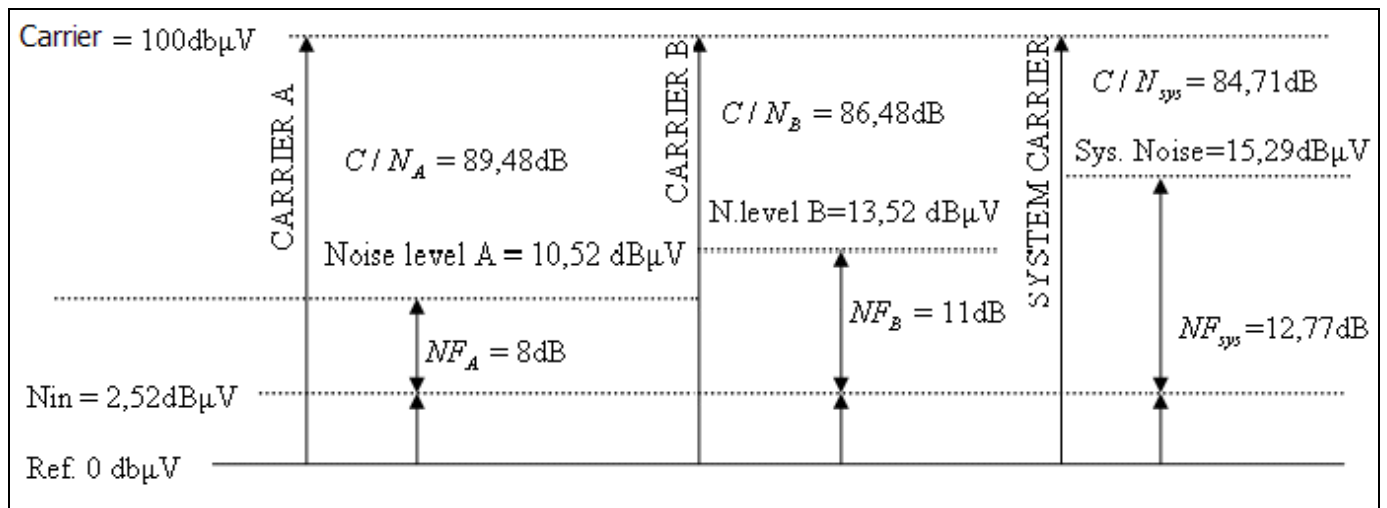 Carrier = 100dbµV
CARRIER A
C / N_A = 89,48dB
Noise level A = 10,52 dBµV
NF_A = 8dB
CARRIER B
C / N_B = 86,48dB
N.level B=13,52 dBµV
NF_B = 11dB
SYSTEM CARRIER
C / N_sys = 84,71dB
Sys. Noise=15,29dBµV
NF_sys =12,77dB
Nin = 2,52dBµV
Ref. 0 dbµV